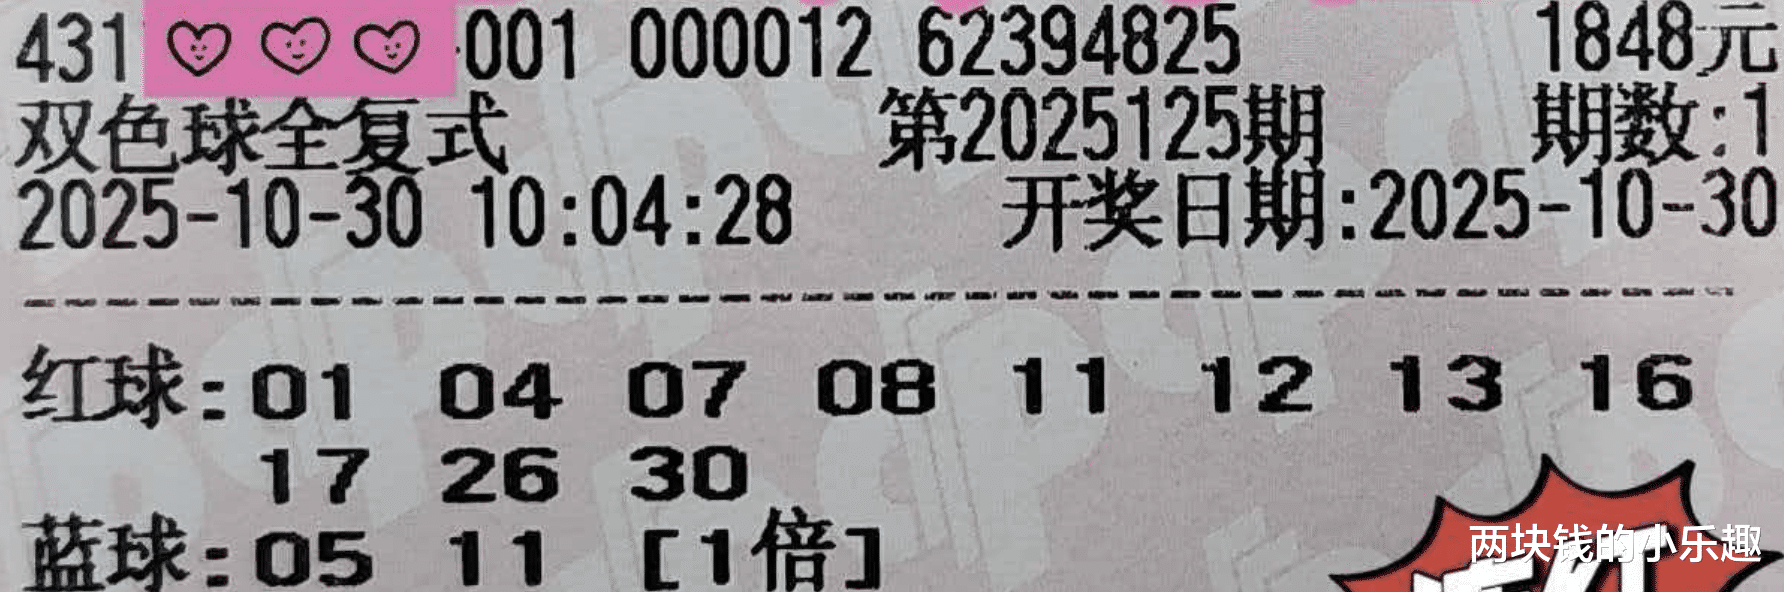 431 001 000012 62394825 1848元
双色球全复式 第2025125期 期数:1
2025-10-30 10:04:28 开奖日期:2025-10-30
红球:01 04 07 08 11 12 13 16
17 26 30
蓝球:05 11 [1倍]
两块钱的小乐趣